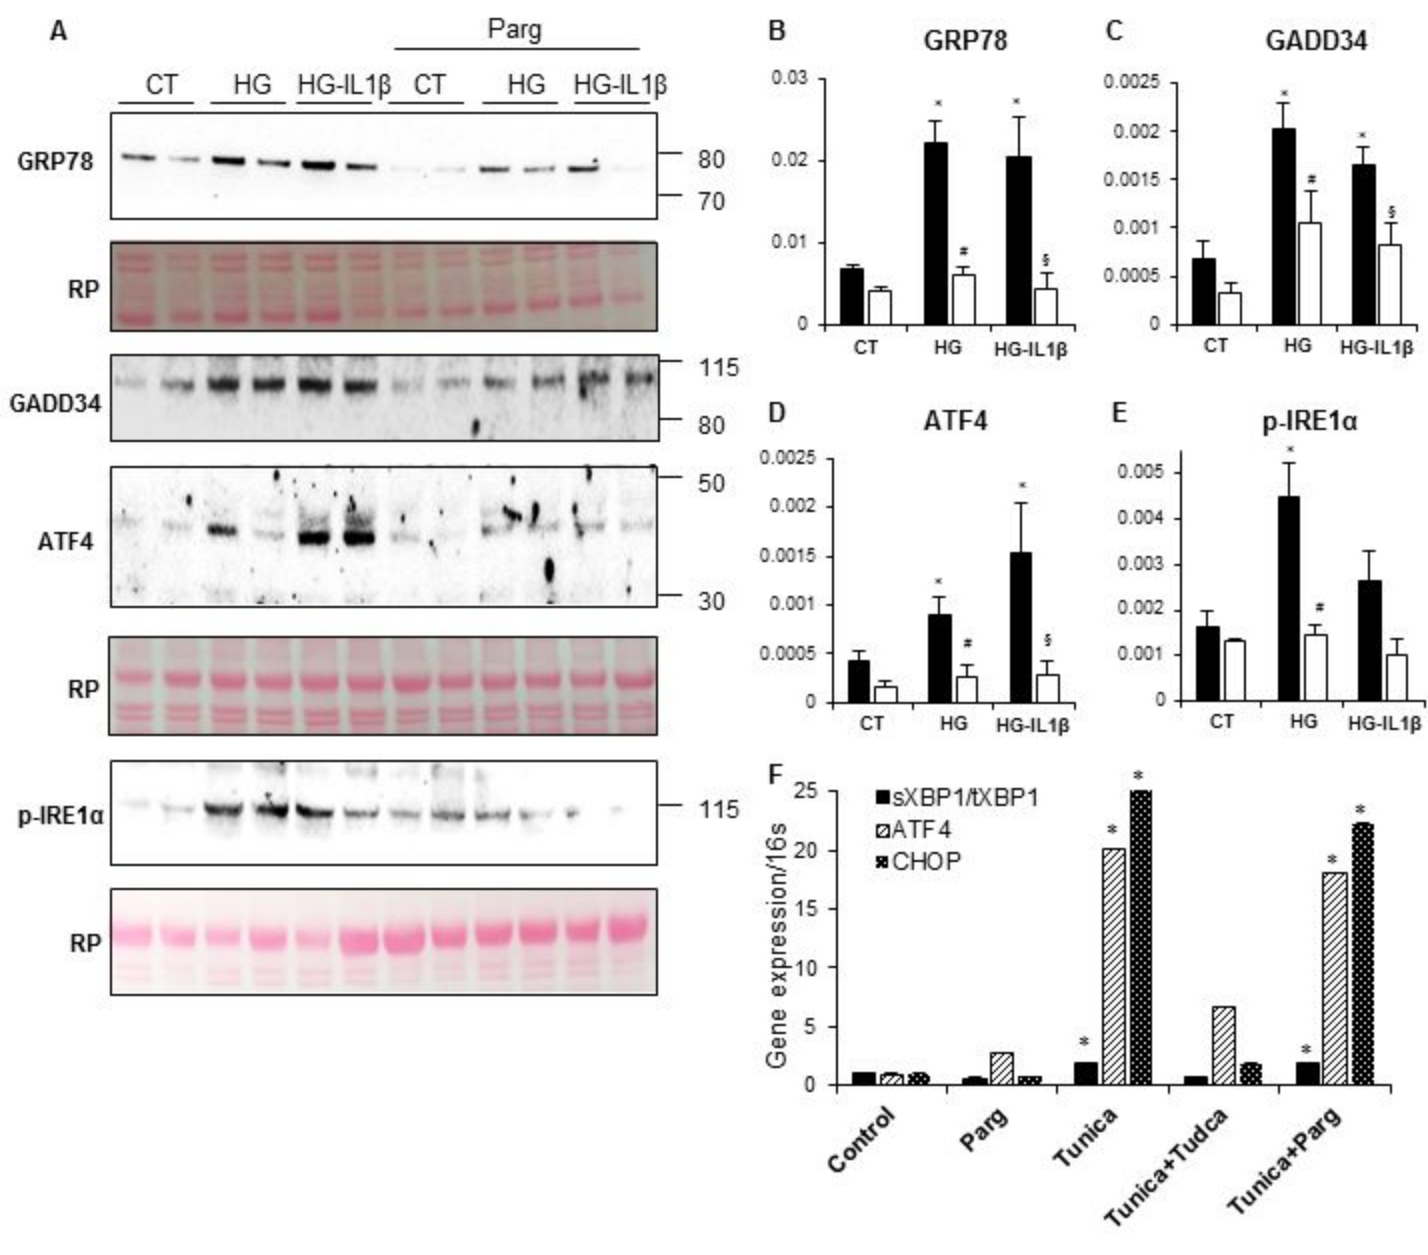 A
Parg
CT HG HG-IL1β CT HG HG-IL1β
GRP78
80
70
RP
GADD34
115
80
ATF4
50
30
RP
p-IRE1α
115
RP
B
GRP78
0.03
0.02
0.01
0
*
#
*
§
CT HG HG-IL1β
C
GADD34
0.0025
0.002
0.0015
0.001
0.0005
0
*
#
*
§
CT HG HG-IL1β
D
ATF4
0.0025
0.002
0.0015
0.001
0.0005
0
*
#
*
§
CT HG HG-IL1β
E
p-IRE1α
0.005
0.004
0.003
0.002
0.001
0
*
#
CT HG HG-IL1β
F
Gene expression/16s
25
20
15
10
5
0
sXBP1/tXBP1
ATF4
CHOP
* * *
* * *
Control
Parg
Tunica
Tunica+Tudca
Tunica+Parg